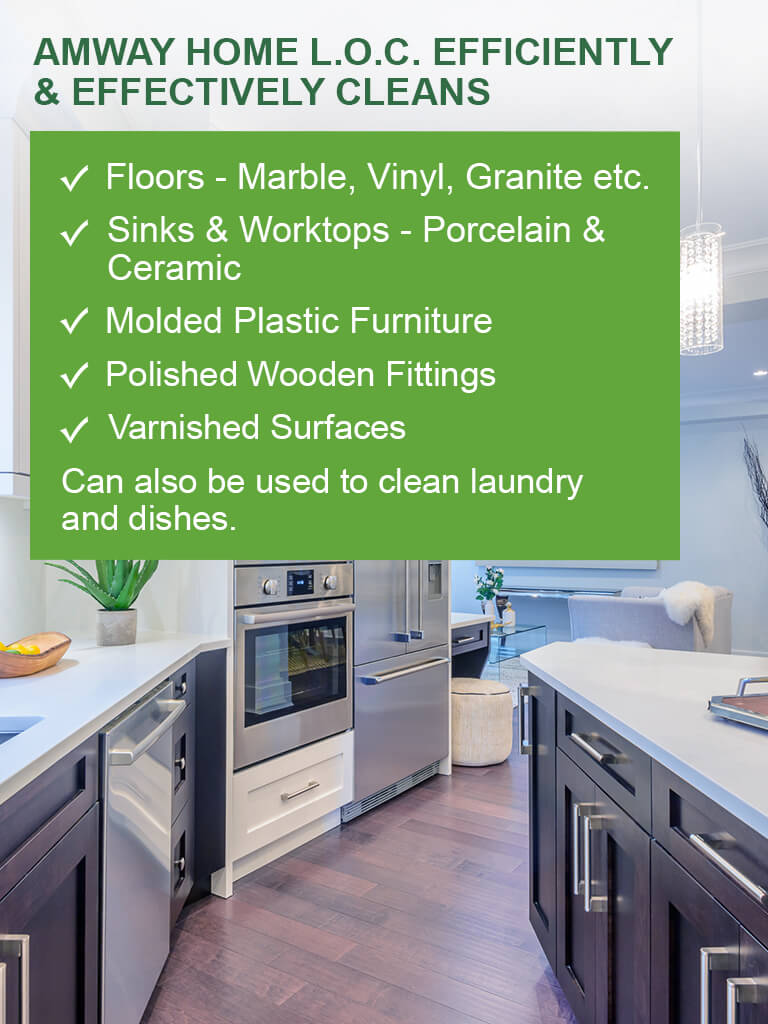 AMWAY HOME L.O.C. EFFICIENTLY
& EFFECTIVELY CLEANS
✓ Floors - Marble, Vinyl, Granite etc.
✓ Sinks & Worktops - Porcelain &
Ceramic
✓ Molded Plastic Furniture
✓ Polished Wooden Fittings
✓ Varnished Surfaces
Can also be used to clean laundry
and dishes.